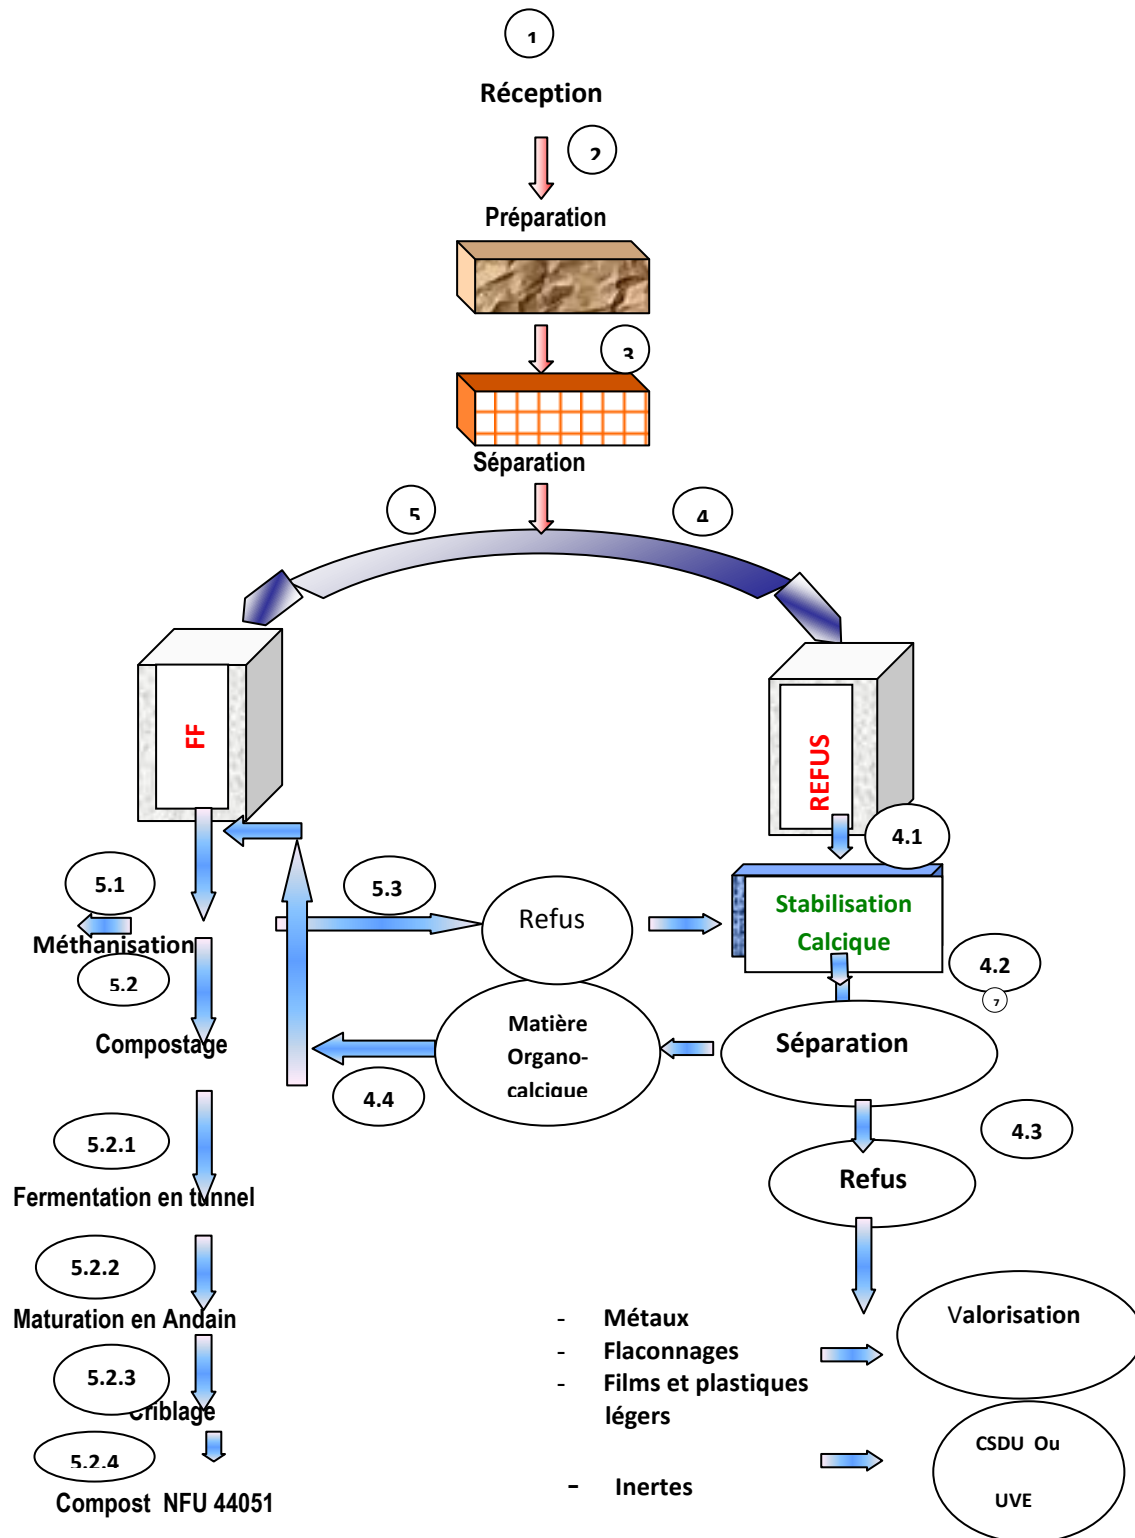 1
Réception
2
Préparation
3
Séparation
5
4
FF
REFUS
4.1
5.1
5.3
Refus
Stabilisation
Calcique
Méthanisation
5.2
4.2
7
Compostage
Matière
Organo-
calcique
Séparation
4.4
4.3
5.2.1
Refus
Fermentation en tunnel
5.2.2
Maturation en Andain
- Métaux
- Flaconnages
- Films et plastiques
légers
Valorisation
5.2.3
Criblage
5.2.4
CSDU Ou
UVE
- Inertes
Compost NFU 44051